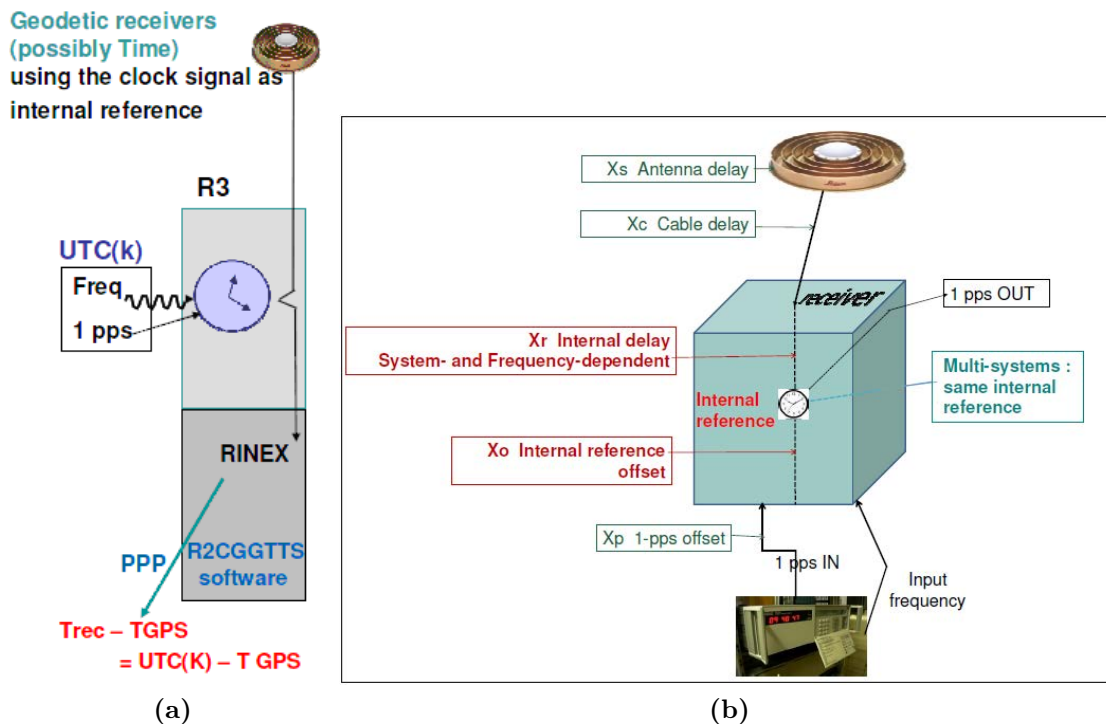 Geodetic receivers
(possibly Time)
using the clock signal as
internal reference
R3
UTC(k)
Freq
1 pps
RINEX
R2CGGTTS
software
PPP
Trec – TGPS
= UTC(K) – T GPS
(a)
Xs Antenna delay
Xc Cable delay
receiver
1 pps OUT
Xr Internal delay
System- and Frequency-dependent
Multi-systems :
same internal
reference
Internal
reference
Xo Internal reference
offset
Xp 1-pps offset
1 pps IN
Input
frequency
(b)